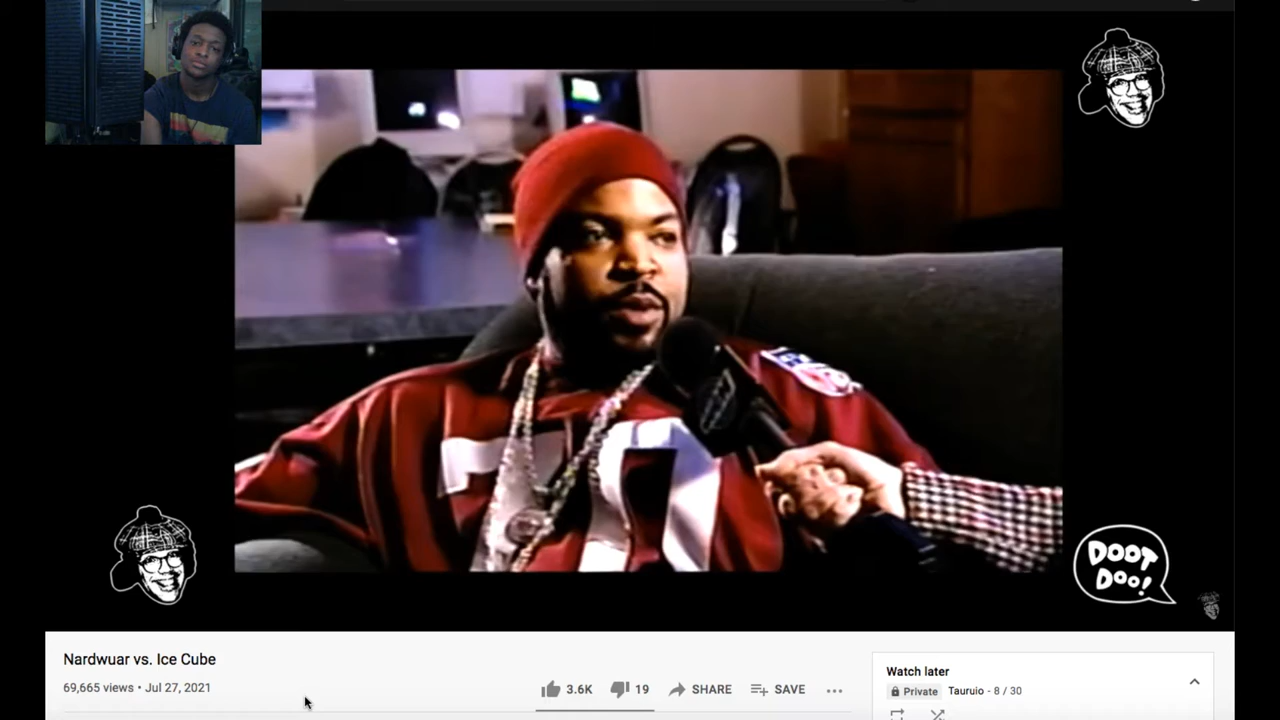 DOOT
Doo!
Nardwuar vs. Ice Cube
69,665 views • Jul 27, 2021
3.6K 19 SHARE SAVE
Watch later
Private Tauruio - 8 / 30